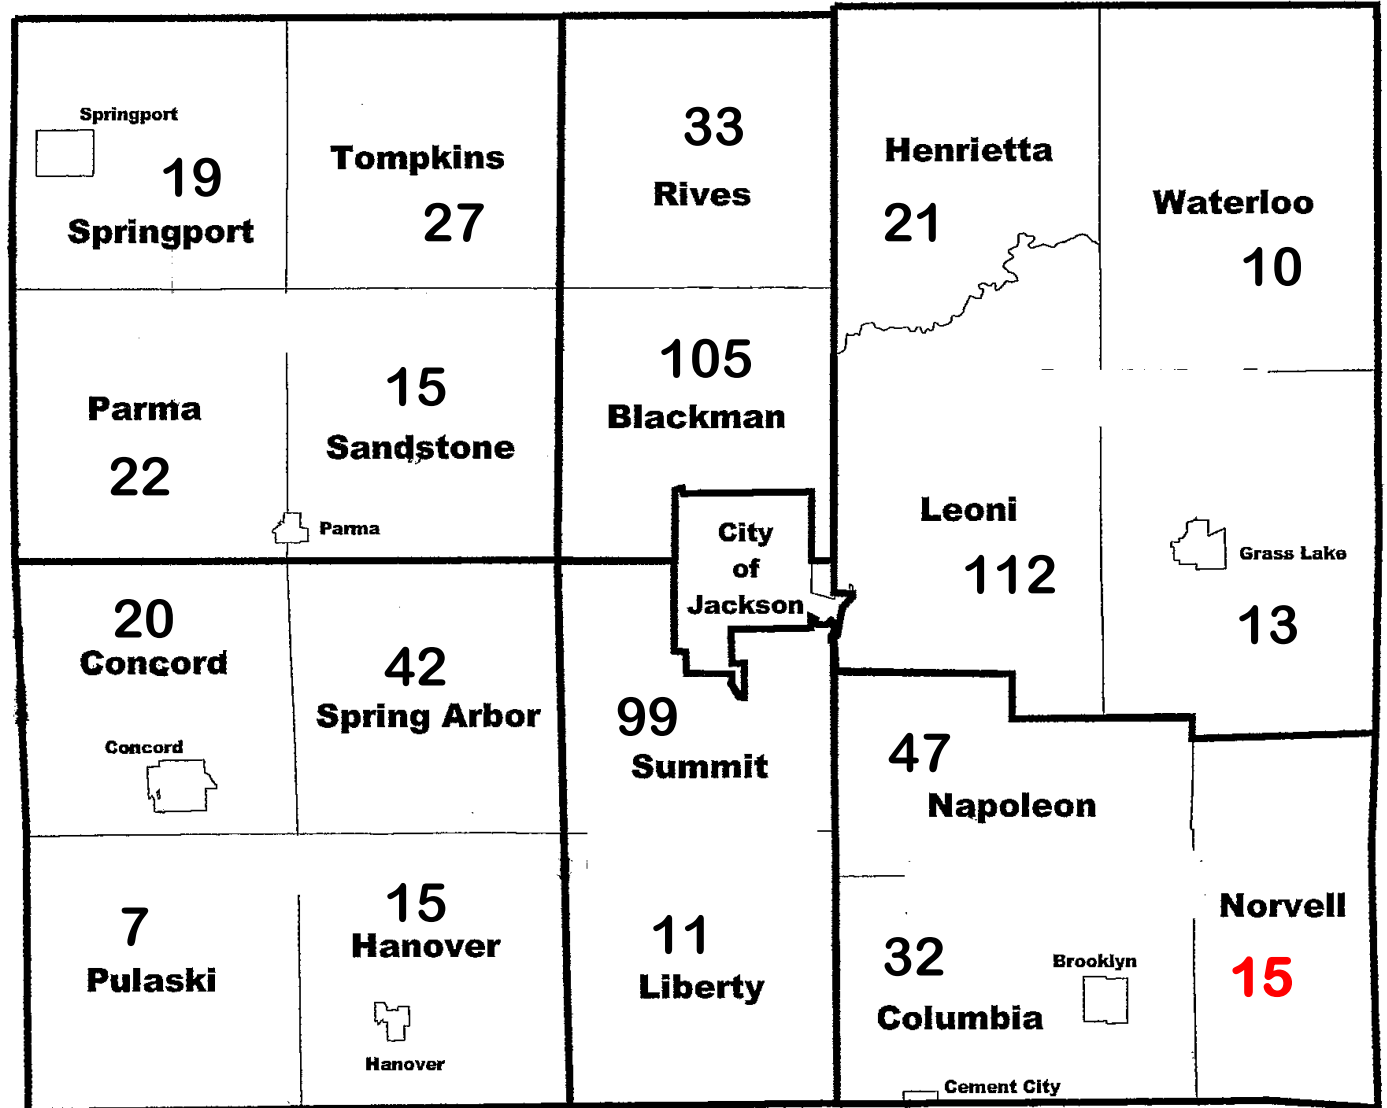 Springport
19
Springport
Tompkins
27
33
Rives
Henrietta
21
Waterloo
10
Parma
22
15
Sandstone
Parma
105
Blackman
City
of
Jackson
Leoni
112
Grass Lake
13
20
Concord
Concord
42
Spring Arbor
99
Summit
47
Napoleon
7
Pulaski
15
Hanover
Hanover
11
Liberty
32
Columbia
Brooklyn
Cement City
Norvell
15